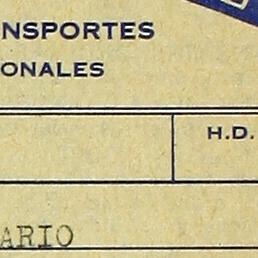 NSPORTES
ONALES
H.D.
ARIO